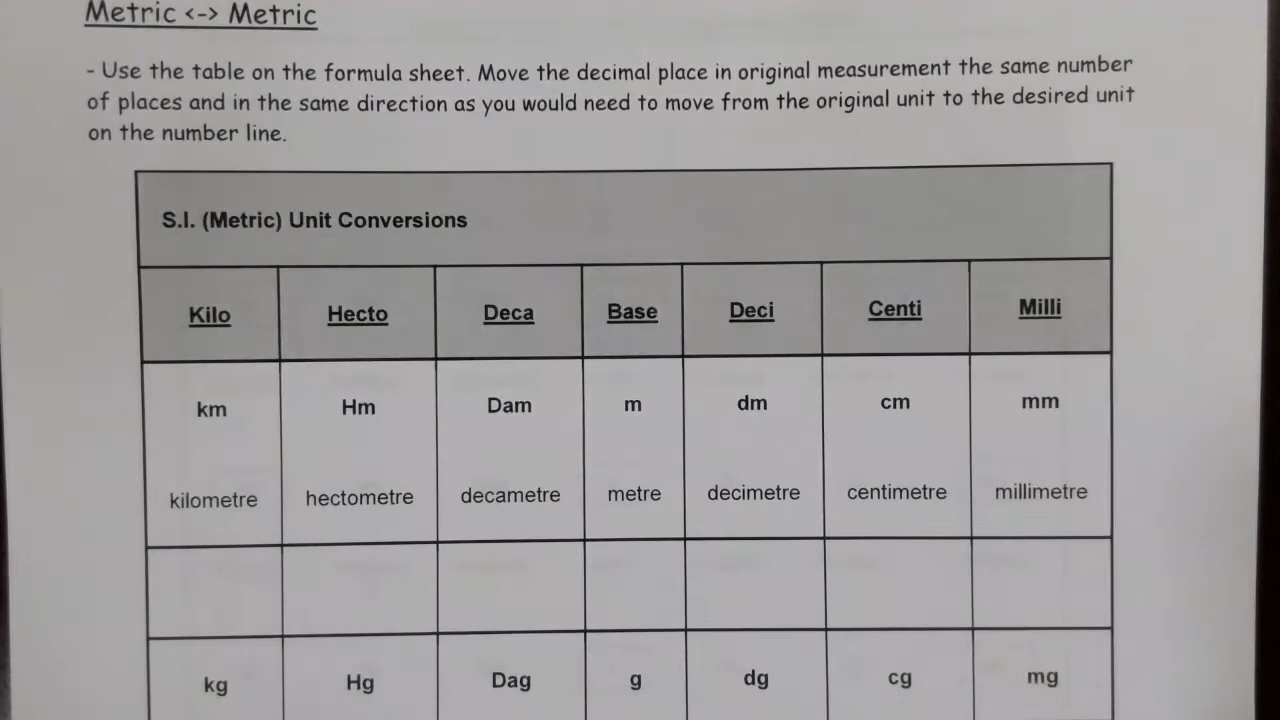 Metric <-> Metric
- Use the table on the formula sheet. Move the decimal place in original measurement the same number
of places and in the same direction as you would need to move from the original unit to the desired unit
on the number line.
S.I. (Metric) Unit Conversions
Kilo Hecto Deca Base Deci Centi Milli
km Hm Dam m dm cm mm
kilometre hectometre decametre metre decimetre centimetre millimetre
kg Hg Dag g dg cg mg